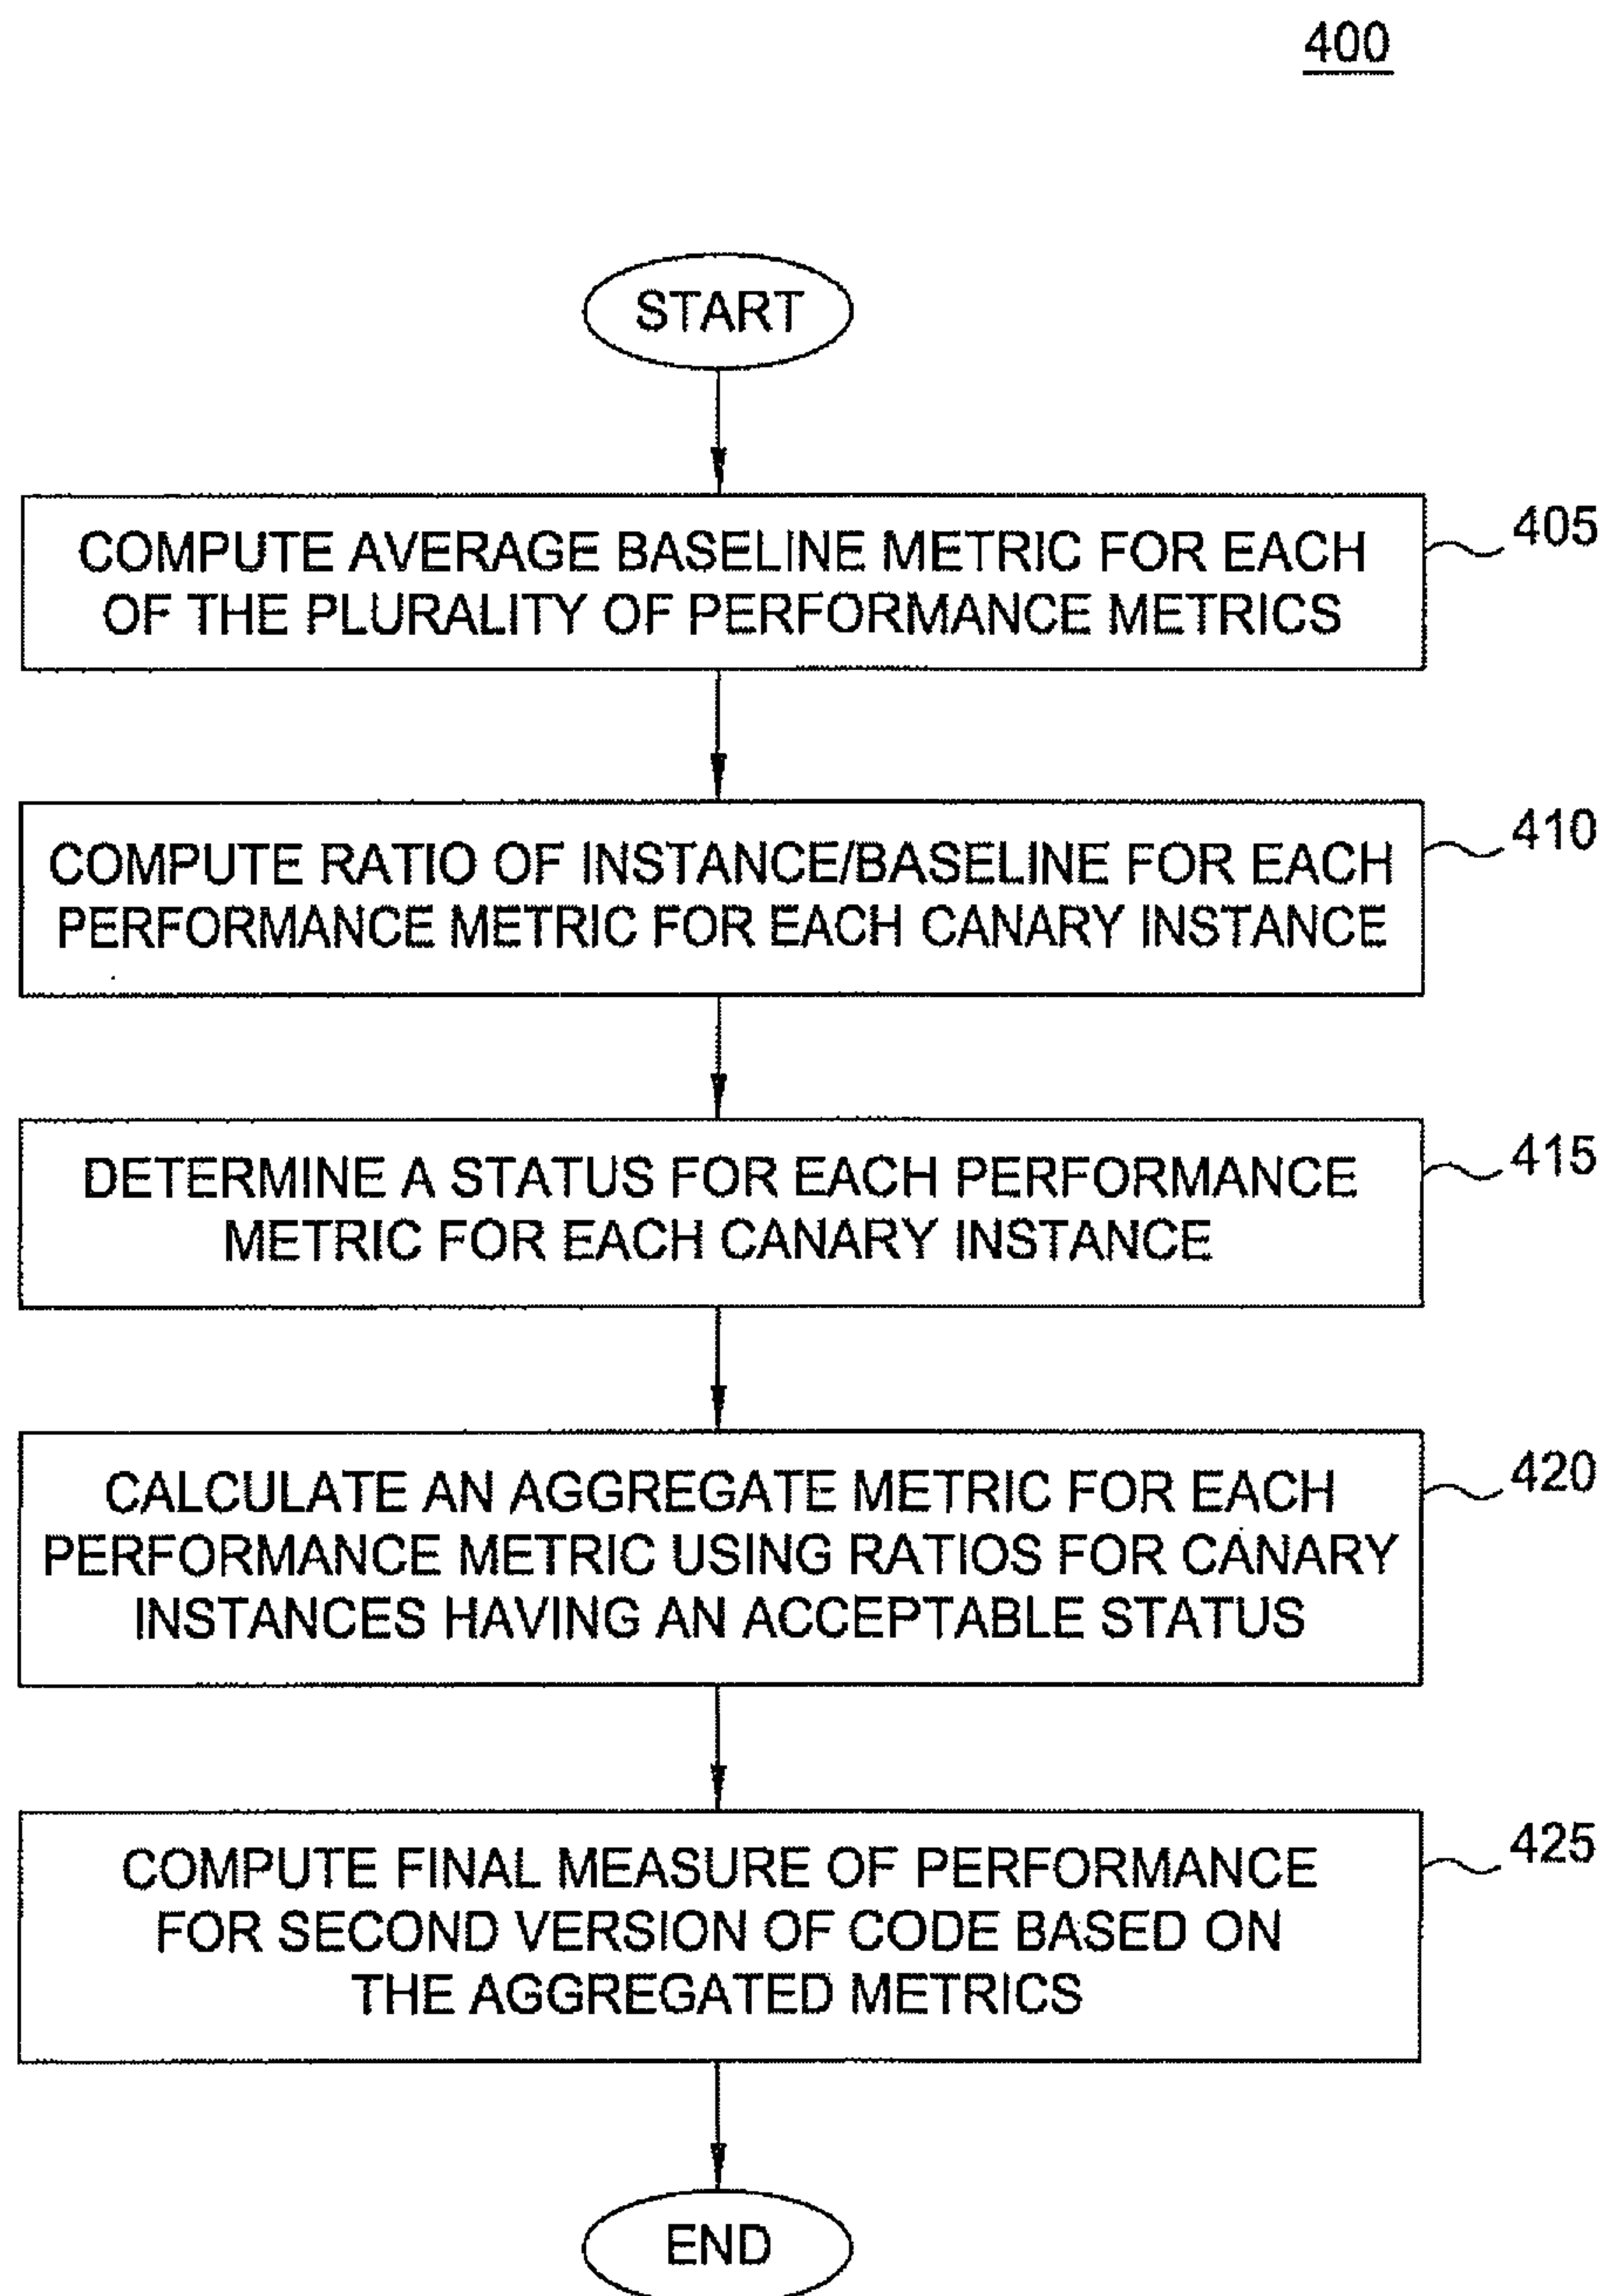 400
START
COMPUTE AVERAGE BASELINE METRIC FOR EACH
OF THE PLURALITY OF PERFORMANCE METRICS
405
COMPUTE RATIO OF INSTANCE/BASELINE FOR EACH
PERFORMANCE METRIC FOR EACH CANARY INSTANCE
410
DETERMINE A STATUS FOR EACH PERFORMANCE
METRIC FOR EACH CANARY INSTANCE
415
CALCULATE AN AGGREGATE METRIC FOR EACH
PERFORMANCE METRIC USING RATIOS FOR CANARY
INSTANCES HAVING AN ACCEPTABLE STATUS
420
COMPUTE FINAL MEASURE OF PERFORMANCE
FOR SECOND VERSION OF CODE BASED ON
THE AGGREGATED METRICS
425
END